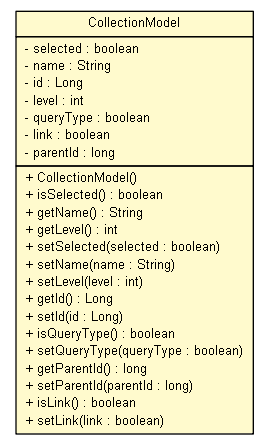 CollectionModel
- selected : boolean
- name : String
- id : Long
- level : int
- queryType : boolean
- link : boolean
- parentId : long
+ CollectionModel()
+ isSelected() : boolean
+ getName() : String
+ getLevel() : int
+ setSelected(selected : boolean)
+ setName(name : String)
+ setLevel(level : int)
+ getId() : Long
+ setId(id : Long)
+ isQueryType() : boolean
+ setQueryType(queryType : boolean)
+ getParentId() : long
+ setParentId(parentId : long)
+ isLink() : boolean
+ setLink(link : boolean)